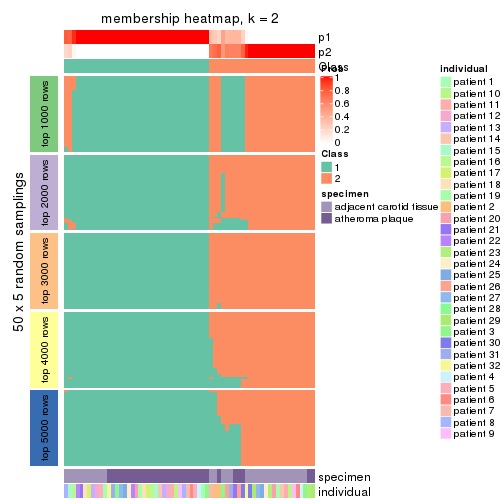 membership heatmap, k = 2
p1
p2
Class
Prob
1
0.8
0.6
0.4
0.2
0
Class
1
2
specimen
adjacent carotid tissue
atheroma plaque
individual
patient 1
patient 10
patient 11
patient 12
patient 13
patient 14
patient 15
patient 16
patient 17
patient 18
patient 19
patient 2
patient 20
patient 21
patient 22
patient 23
patient 24
patient 25
patient 26
patient 27
patient 28
patient 29
patient 3
patient 30
patient 31
patient 32
patient 4
patient 5
patient 6
patient 7
patient 8
patient 9
50 x 5 random samplings
top 1000 rows
top 2000 rows
top 3000 rows
top 4000 rows
top 5000 rows
specimen
individual